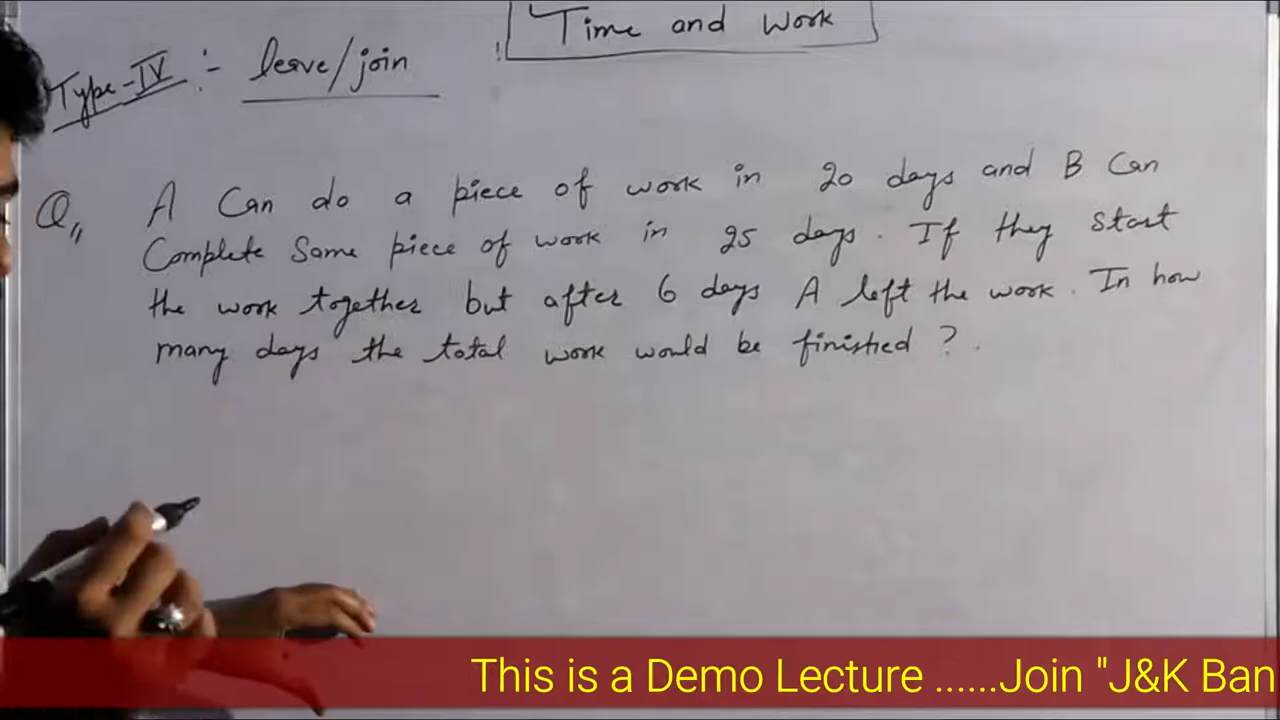 Time and Work
Type-IV :- leave/join
Q,, A Can do a piece of work in 20 days and B Can
Complete Same piece of work in 25 days. If they start
the work together but after 6 days A left the work. In how
many days the total work would be finished ?.
This is a Demo Lecture ......Join "J&K Ban